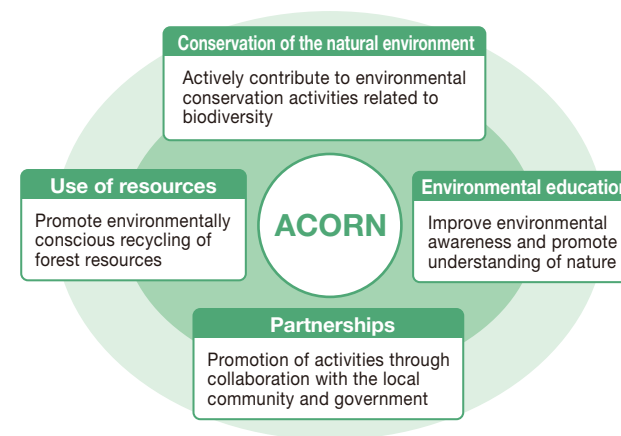 Conservation of the natural environment
Actively contribute to environmental
conservation activities related to
biodiversity
Use of resources
Promote environmentally
conscious recycling of
forest resources
ACORN
Environmental education
Improve environmental
awareness and promote
understanding of nature
Partnerships
Promotion of activities through
collaboration with the local
community and government